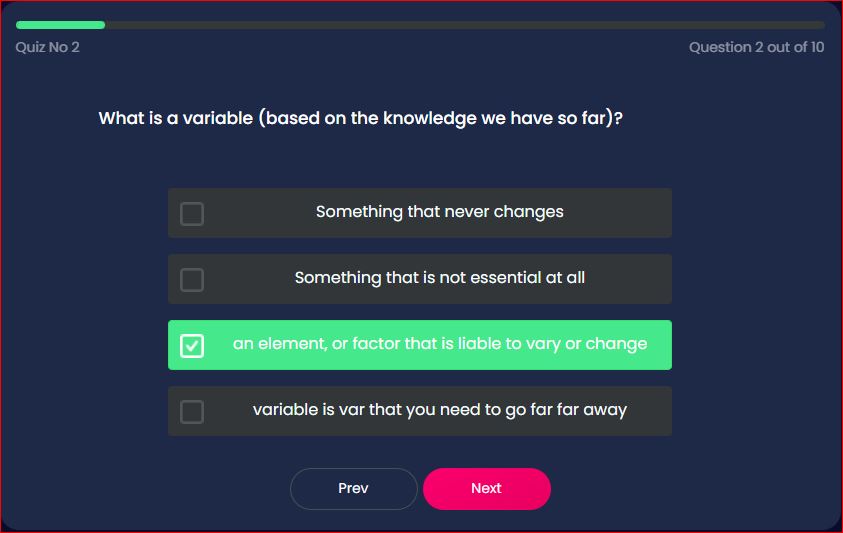 Quiz No 2
Question 2 out of 10
What is a variable (based on the knowledge we have so far)?
Something that never changes
Something that is not essential at all
an element, or factor that is liable to vary or change
variable is var that you need to go far far away
Prev
Next